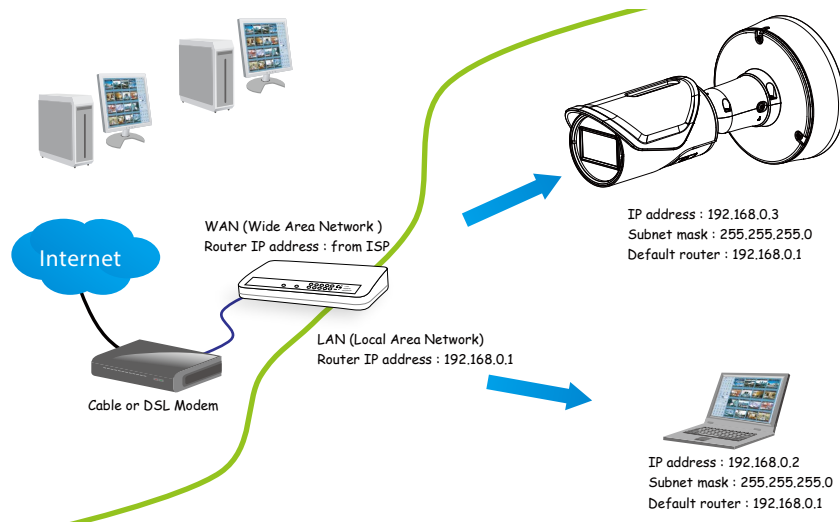 WAN (Wide Area Network )
Router IP address : from ISP
Internet
Cable or DSL Modem
LAN (Local Area Network)
Router IP address : 192.168.0.1
IP address : 192.168.0.3
Subnet mask : 255.255.255.0
Default router : 192.168.0.1
IP address : 192.168.0.2
Subnet mask : 255.255.255.0
Default router : 192.168.0.1